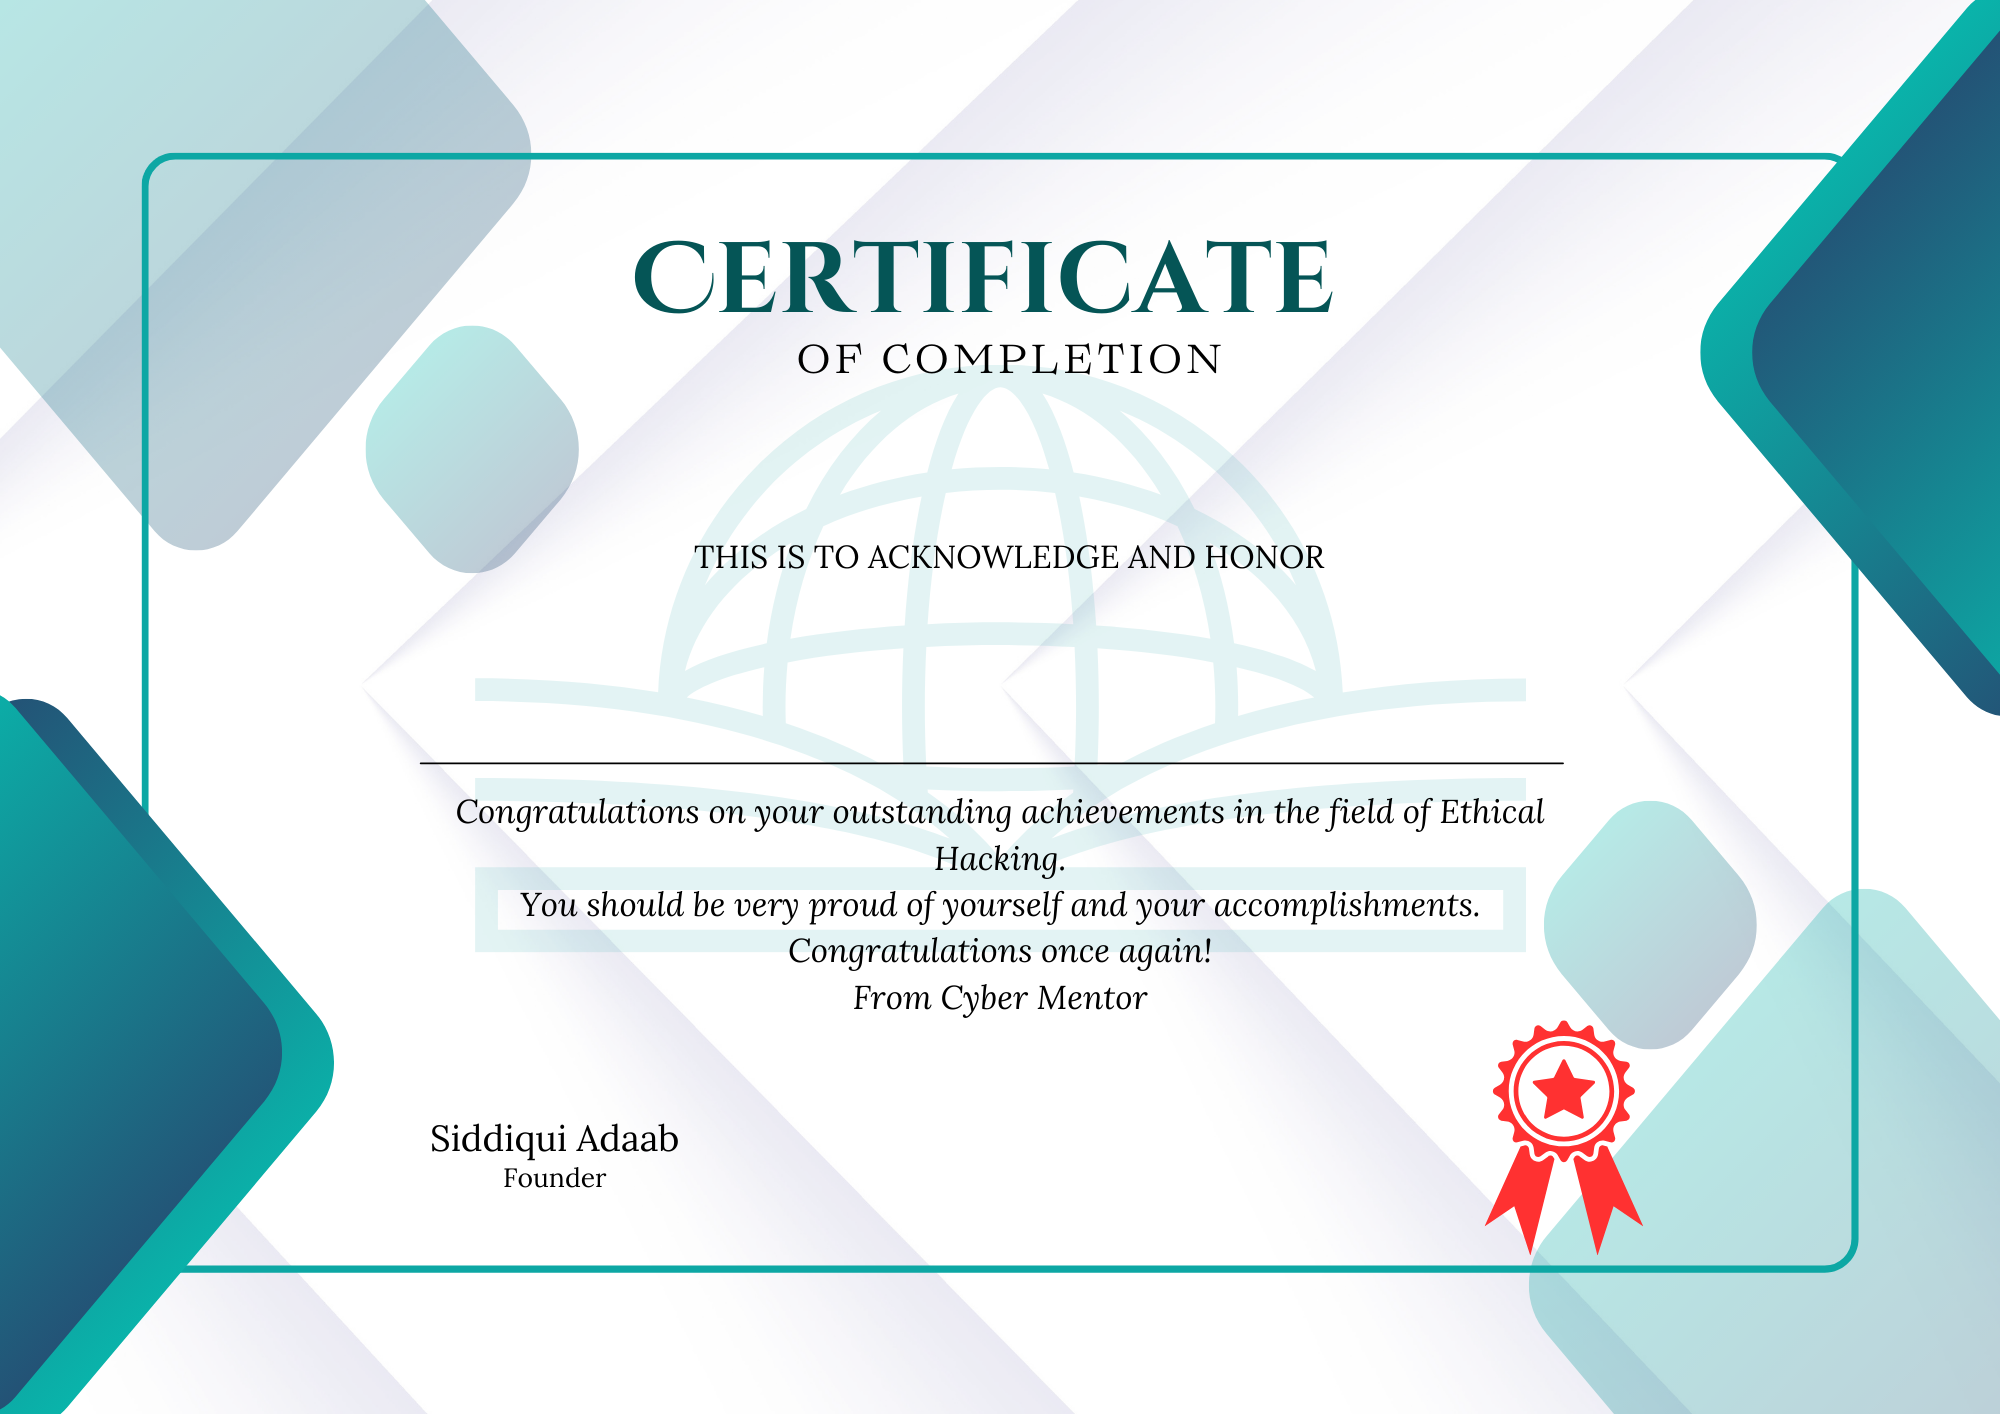 CERTIFICATE
OF COMPLETION
THIS IS TO ACKNOWLEDGE AND HONOR
Congratulations on your outstanding achievements in the field of Ethical
Hacking.
You should be very proud of yourself and your accomplishments.
Congratulations once again!
From Cyber Mentor
Siddiqui Adaab
Founder